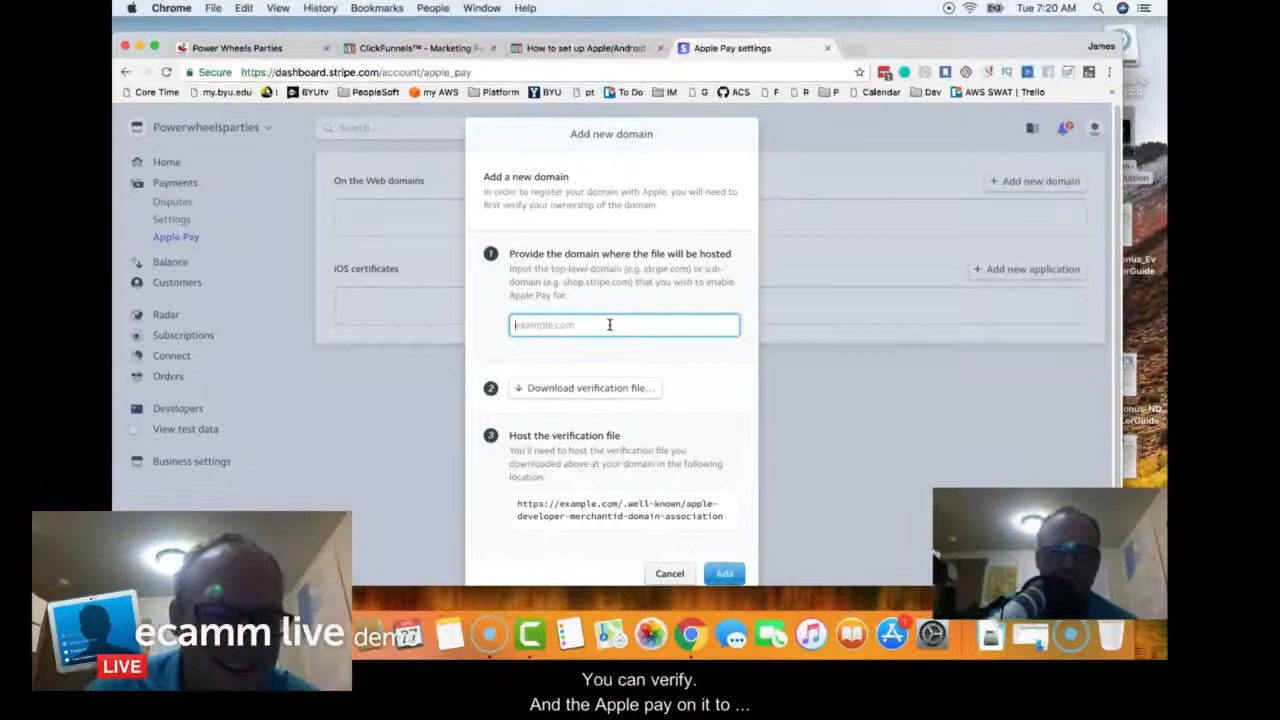 Chrome File Edit View History Bookmarks People Window Help Tue 7:20 AM
Power Wheels Parties ClickFunnels™ - Marketing Fu How to set up Apple/Android Apple Pay settings James
Secure https://dashboard.stripe.com/account/apple_pay
Core Time my.byu.edu BYUtv PeopleSoft my AWS Platform BYU pt To Do IM G ACS F R P Calendar Dev AWS SWAT | Trello »
Powerwheelsparties
Search...
Home
Payments
Disputes
Settings
Apple Pay
Balance
Customers
Radar
Subscriptions
Connect
Orders
Developers
View test data
Business settings
On the Web domains
+ Add new domain
iOS certificates
+ Add new application
Add new domain
Add a new domain
In order to register your domain with Apple, you will need to
first verify your ownership of the domain.
1 Provide the domain where the file will be hosted
Input the top-level domain (e.g. stripe.com) or sub-
domain (e.g. shop.stripe.com) that you wish to enable
Apple Pay for.
example.com
2 Download verification file...
3 Host the verification file
You'll need to host the verification file you
downloaded above at your domain in the following
location:
https://example.com/.well-known/apple-
developer-merchantid-domain-association
Cancel Add
ecamm live demo
LIVE
You can verify.
And the Apple pay on it to ...